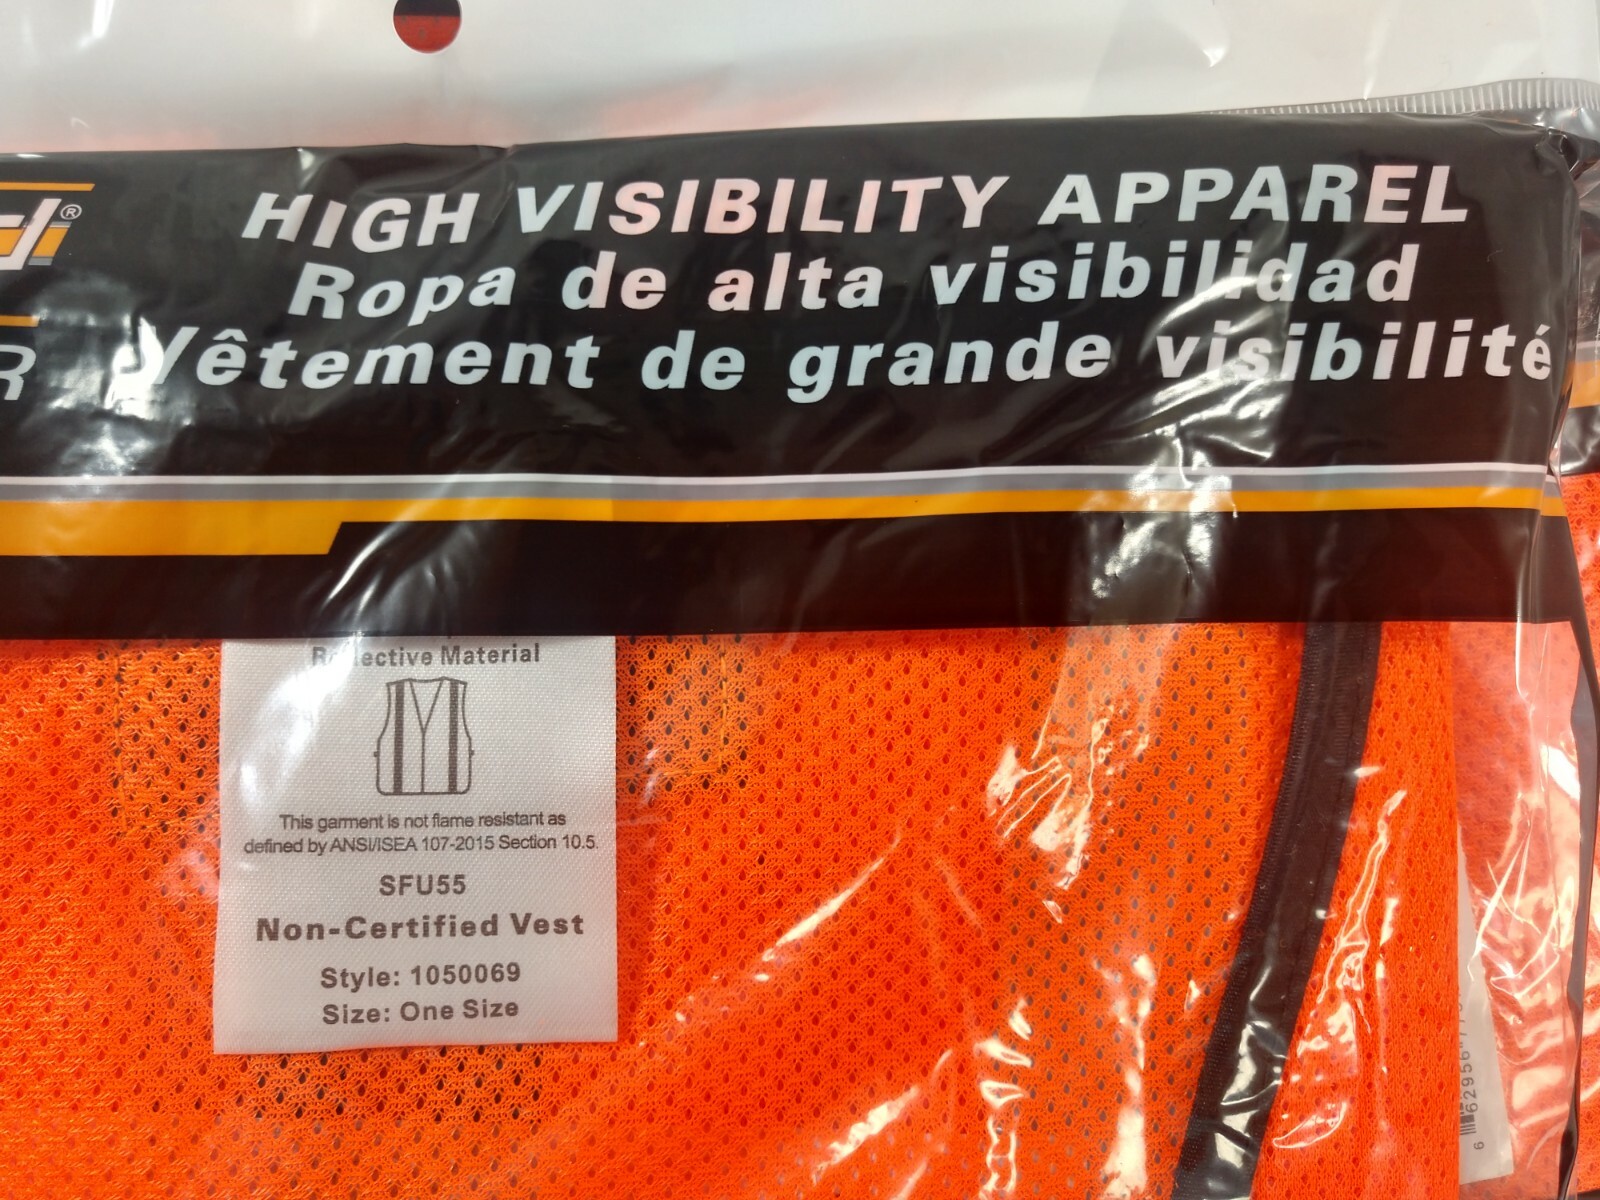 ®
HIGH VISIBILITY APPAREL
Ropa de alta visibilidad
Vêtement de grande visibilité
R
Reflective Material
This garment is not flame resistant as
defined by ANSI/ISEA 107-2015 Section 10.5.
SFU55
Non-Certified Vest
Style: 1050069
Size: One Size